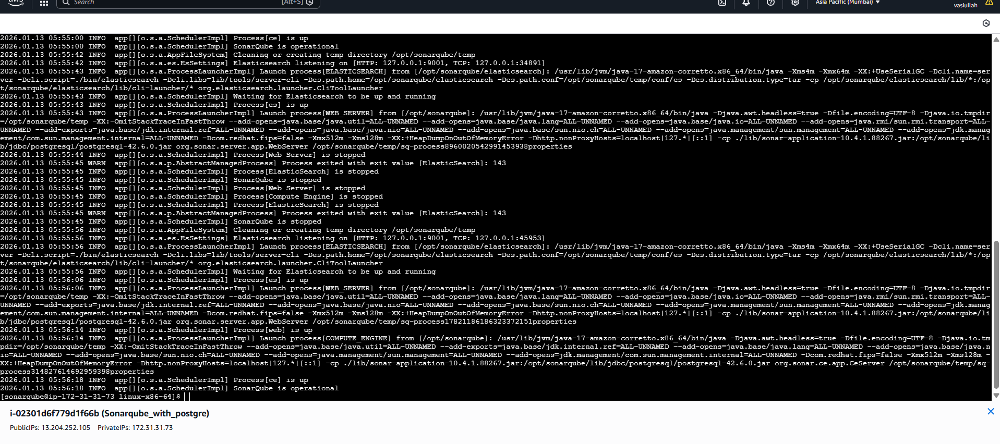 aws
Search
[Alt+S]
Asia Pacific (Mumbai)
vasiullah
2026.01.13 05:55:00 INFO  app[][o.s.a.SchedulerImpl] Process[ce] is up
2026.01.13 05:55:00 INFO  app[][o.s.a.SchedulerImpl] SonarQube is operational
2026.01.13 05:55:42 INFO  app[][o.s.a.AppFileSystem] Cleaning or creating temp directory /opt/sonarqube/temp
2026.01.13 05:55:42 INFO  app[][o.s.a.es.EsSettings] Elasticsearch listening on [HTTP: 127.0.0.1:9001, TCP: 127.0.0.1:34891]
2026.01.13 05:55:43 INFO  app[][o.s.a.ProcessLauncherImpl] Launch process[ELASTICSEARCH] from [/opt/sonarqube/elasticsearch]: /usr/lib/jvm/java-17-amazon-corretto.x86_64/bin/java -Xms4m -Xmx64m -XX:+UseSerialGC -Dcli.name=ser
ver -Dcli.script=./bin/elasticsearch -Dcli.libs=lib/tools/server-cli -Des.path.home=/opt/sonarqube/elasticsearch -Des.path.conf=/opt/sonarqube/temp/conf/es -Des.distribution.type=tar -cp /opt/sonarqube/elasticsearch/lib/*:/op
t/sonarqube/elasticsearch/lib/cli-launcher/* org.elasticsearch.launcher.CliToolLauncher
2026.01.13 05:55:43 INFO  app[][o.s.a.SchedulerImpl] Waiting for Elasticsearch to be up and running
2026.01.13 05:55:43 INFO  app[][o.s.a.SchedulerImpl] Process[es] is up
2026.01.13 05:55:43 INFO  app[][o.s.a.ProcessLauncherImpl] Launch process[WEB_SERVER] from [/opt/sonarqube]: /usr/lib/jvm/java-17-amazon-corretto.x86_64/bin/java -Djava.awt.headless=true -Dfile.encoding=UTF-8 -Djava.io.tmpdir
=/opt/sonarqube/temp -XX:-OmitStackTraceInFastThrow --add-opens=java.base/java.util=ALL-UNNAMED --add-opens=java.base/java.lang=ALL-UNNAMED --add-opens=java.base/java.io=ALL-UNNAMED --add-opens=java.rmi/sun.rmi.transport=ALL-
UNNAMED --add-exports=java.base/jdk.internal.ref=ALL-UNNAMED --add-opens=java.base/java.nio=ALL-UNNAMED --add-opens=java.base/sun.nio.ch=ALL-UNNAMED --add-opens=java.management/sun.management=ALL-UNNAMED --add-opens=jdk.manag
ement/com.sun.management.internal=ALL-UNNAMED -Dcom.redhat.fips=false -Xmx512m -Xms128m -XX:+HeapDumpOnOutOfMemoryError -Dhttp.nonProxyHosts=localhost|127.*|[::1] -cp ./lib/sonar-application-10.4.1.88267.jar:/opt/sonarqube/li
b/jdbc/postgresql/postgresql-42.6.0.jar org.sonar.server.app.WebServer /opt/sonarqube/temp/sq-process8960020542991453938properties
2026.01.13 05:55:44 INFO  app[][o.s.a.SchedulerImpl] Process[Web Server] is stopped
2026.01.13 05:55:45 WARN  app[][o.s.a.p.AbstractManagedProcess] Process exited with exit value [ElasticSearch]: 143
2026.01.13 05:55:45 INFO  app[][o.s.a.SchedulerImpl] Process[ElasticSearch] is stopped
2026.01.13 05:55:45 INFO  app[][o.s.a.SchedulerImpl] SonarQube is stopped
2026.01.13 05:55:45 INFO  app[][o.s.a.SchedulerImpl] Process[Web Server] is stopped
2026.01.13 05:55:45 INFO  app[][o.s.a.SchedulerImpl] Process[Compute Engine] is stopped
2026.01.13 05:55:45 INFO  app[][o.s.a.SchedulerImpl] Process[ElasticSearch] is stopped
2026.01.13 05:55:45 WARN  app[][o.s.a.p.AbstractManagedProcess] Process exited with exit value [ElasticSearch]: 143
2026.01.13 05:55:45 INFO  app[][o.s.a.SchedulerImpl] SonarQube is stopped
2026.01.13 05:55:56 INFO  app[][o.s.a.AppFileSystem] Cleaning or creating temp directory /opt/sonarqube/temp
2026.01.13 05:55:56 INFO  app[][o.s.a.es.EsSettings] Elasticsearch listening on [HTTP: 127.0.0.1:9001, TCP: 127.0.0.1:45953]
2026.01.13 05:55:56 INFO  app[][o.s.a.ProcessLauncherImpl] Launch process[ELASTICSEARCH] from [/opt/sonarqube/elasticsearch]: /usr/lib/jvm/java-17-amazon-corretto.x86_64/bin/java -Xms4m -Xmx64m -XX:+UseSerialGC -Dcli.name=ser
ver -Dcli.script=./bin/elasticsearch -Dcli.libs=lib/tools/server-cli -Des.path.home=/opt/sonarqube/elasticsearch -Des.path.conf=/opt/sonarqube/temp/conf/es -Des.distribution.type=tar -cp /opt/sonarqube/elasticsearch/lib/*:/op
t/sonarqube/elasticsearch/lib/cli-launcher/* org.elasticsearch.launcher.CliToolLauncher
2026.01.13 05:55:56 INFO  app[][o.s.a.SchedulerImpl] Waiting for Elasticsearch to be up and running
2026.01.13 05:56:06 INFO  app[][o.s.a.SchedulerImpl] Process[es] is up
2026.01.13 05:56:06 INFO  app[][o.s.a.ProcessLauncherImpl] Launch process[WEB_SERVER] from [/opt/sonarqube]: /usr/lib/jvm/java-17-amazon-corretto.x86_64/bin/java -Djava.awt.headless=true -Dfile.encoding=UTF-8 -Djava.io.tmpdir
=/opt/sonarqube/temp -XX:-OmitStackTraceInFastThrow --add-opens=java.base/java.util=ALL-UNNAMED --add-opens=java.base/java.lang=ALL-UNNAMED --add-opens=java.base/java.io=ALL-UNNAMED --add-opens=java.rmi/sun.rmi.transport=ALL-
UNNAMED --add-exports=java.base/jdk.internal.ref=ALL-UNNAMED --add-opens=java.base/java.nio=ALL-UNNAMED --add-opens=java.base/sun.nio.ch=ALL-UNNAMED --add-opens=java.management/sun.management=ALL-UNNAMED --add-opens=jdk.manag
ement/com.sun.management.internal=ALL-UNNAMED -Dcom.redhat.fips=false -Xmx512m -Xms128m -XX:+HeapDumpOnOutOfMemoryError -Dhttp.nonProxyHosts=localhost|127.*|[::1] -cp ./lib/sonar-application-10.4.1.88267.jar:/opt/sonarqube/li
b/jdbc/postgresql/postgresql-42.6.0.jar org.sonar.server.app.WebServer /opt/sonarqube/temp/sq-process17821186186323372151properties
2026.01.13 05:56:14 INFO  app[][o.s.a.SchedulerImpl] Process[web] is up
2026.01.13 05:56:14 INFO  app[][o.s.a.ProcessLauncherImpl] Launch process[COMPUTE_ENGINE] from [/opt/sonarqube]: /usr/lib/jvm/java-17-amazon-corretto.x86_64/bin/java -Djava.awt.headless=true -Dfile.encoding=UTF-8 -Djava.io.tm
pdir=/opt/sonarqube/temp -XX:-OmitStackTraceInFastThrow --add-opens=java.base/java.util=ALL-UNNAMED --add-exports=java.base/jdk.internal.ref=ALL-UNNAMED --add-opens=java.base/java.lang=ALL-UNNAMED --add-opens=java.base/java.n
io=ALL-UNNAMED --add-opens=java.base/sun.nio.ch=ALL-UNNAMED --add-opens=java.management/sun.management=ALL-UNNAMED --add-opens=jdk.management/com.sun.management.internal=ALL-UNNAMED -Dcom.redhat.fips=false -Xmx512m -Xms128m -
XX:+HeapDumpOnOutOfMemoryError -Dhttp.nonProxyHosts=localhost|127.*|[::1] -cp ./lib/sonar-application-10.4.1.88267.jar:/opt/sonarqube/lib/jdbc/postgresql/postgresql-42.6.0.jar org.sonar.ce.app.CeServer /opt/sonarqube/temp/sq-
process314827614692959398properties
2026.01.13 05:56:18 INFO  app[][o.s.a.SchedulerImpl] Process[ce] is up
2026.01.13 05:56:18 INFO  app[][o.s.a.SchedulerImpl] SonarQube is operational
[sonarqube@ip-172-31-31-73 linux-x86-64]$
i-02301d6f779d1f66b (Sonarqube_with_postgre)
PublicIPs: 13.204.252.105 PrivateIPs: 172.31.31.73